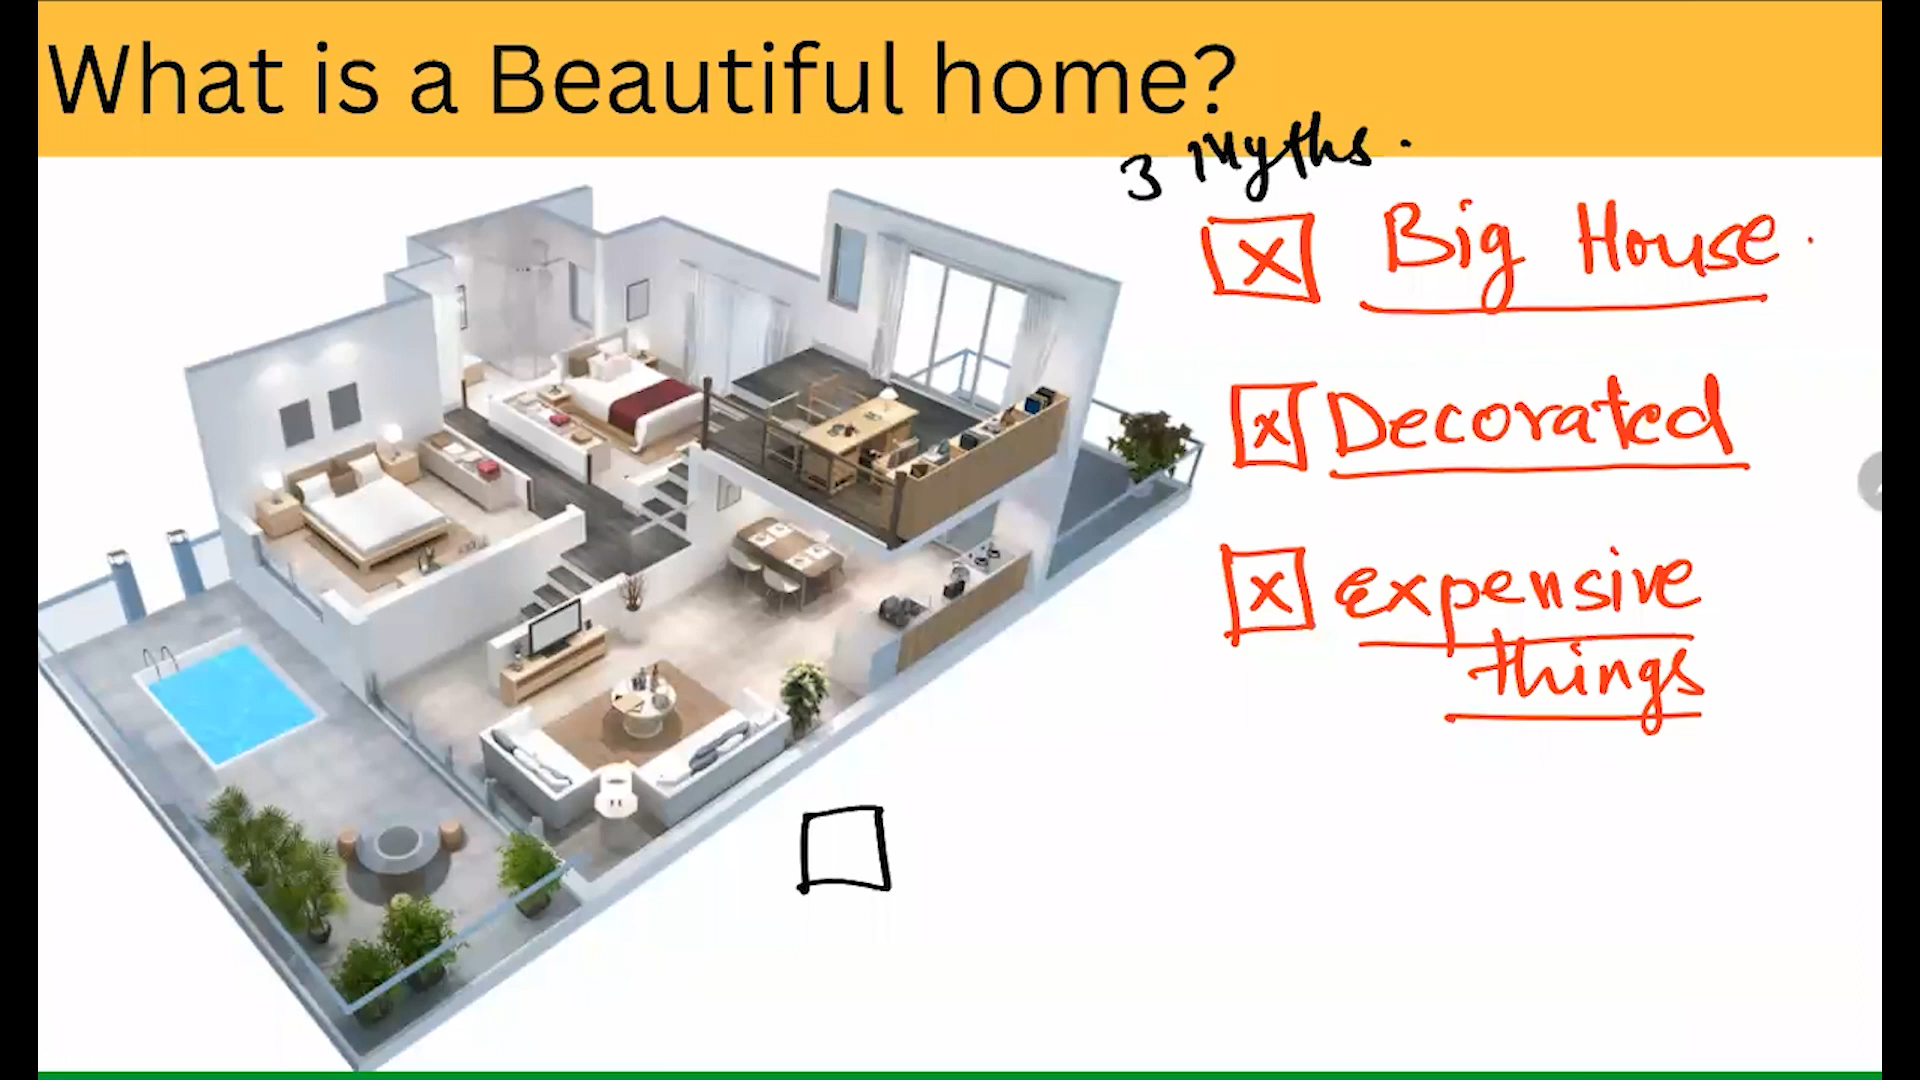 What is a Beautiful home?
3 Myths.
x Big House.
x Decorated
x expensive
things